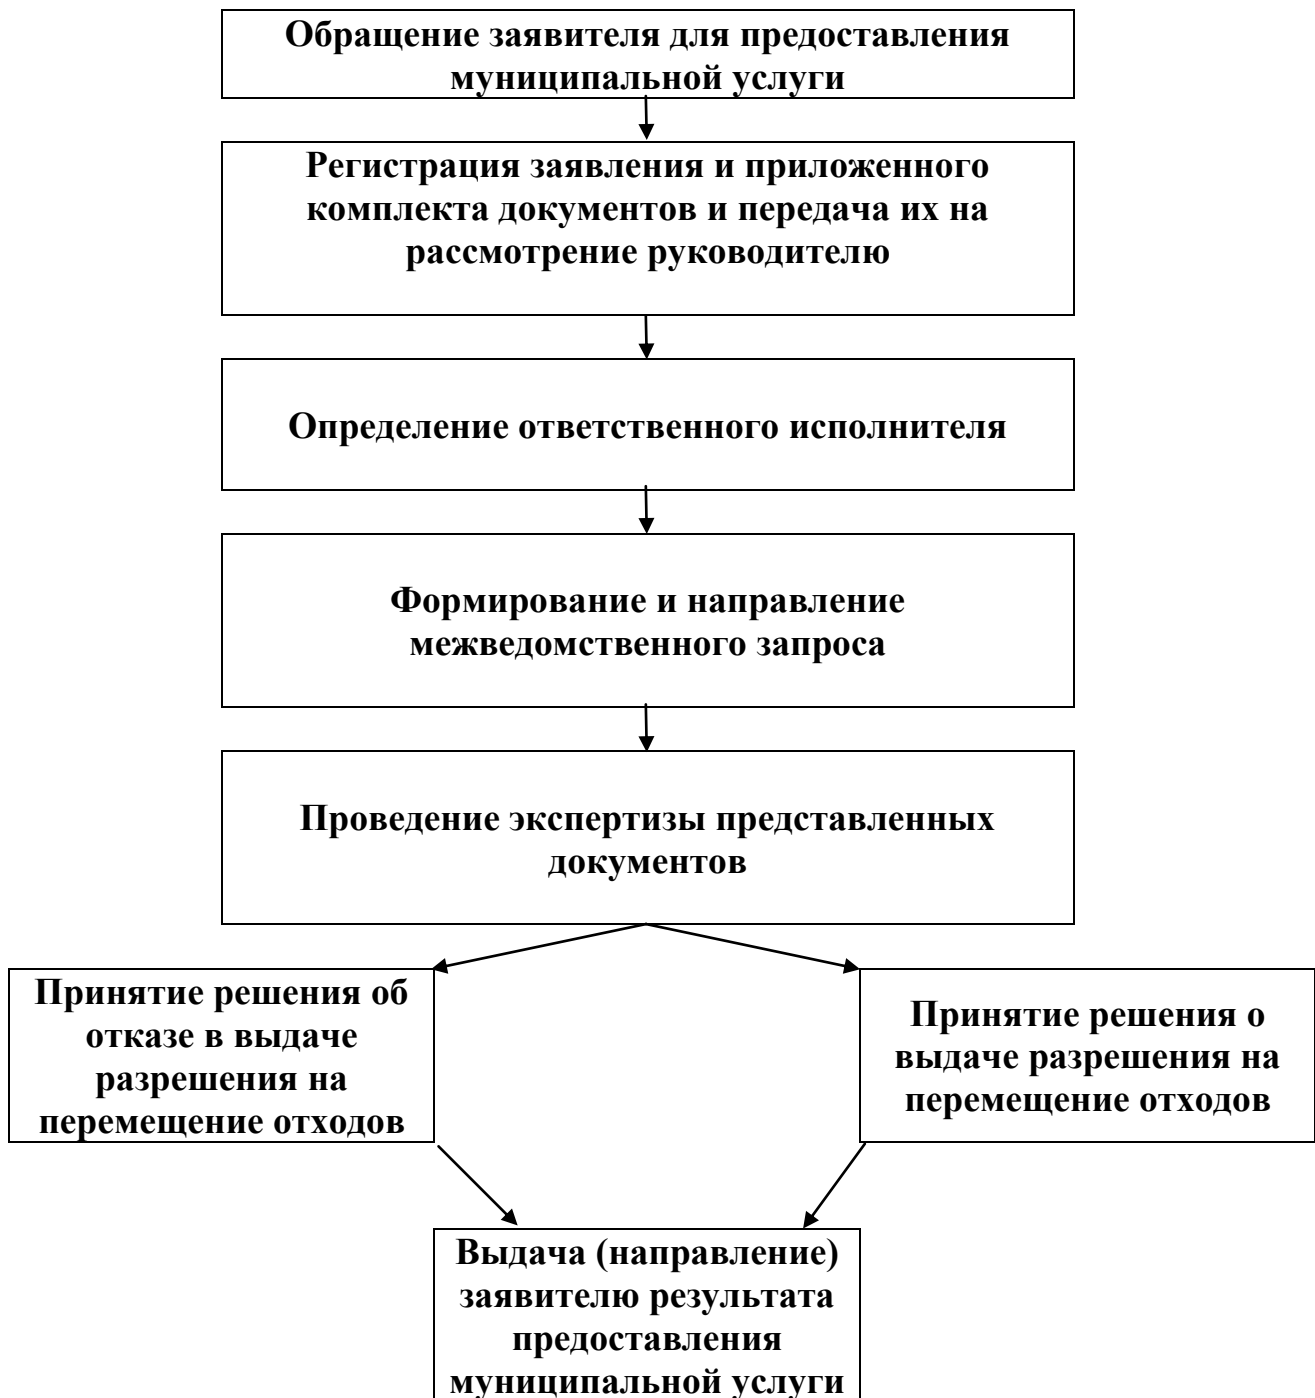 Обращение заявителя для предоставления
муниципальной услуги
Регистрация заявления и приложенного
комплекта документов и передача их на
рассмотрение руководителю
Определение ответственного исполнителя
Формирование и направление
межведомственного запроса
Проведение экспертизы представленных
документов
Принятие решения об
отказе в выдаче
разрешения на
перемещение отходов
Принятие решения о
выдаче разрешения на
перемещение отходов
Выдача (направление)
заявителю результата
предоставления
муниципальной услуги